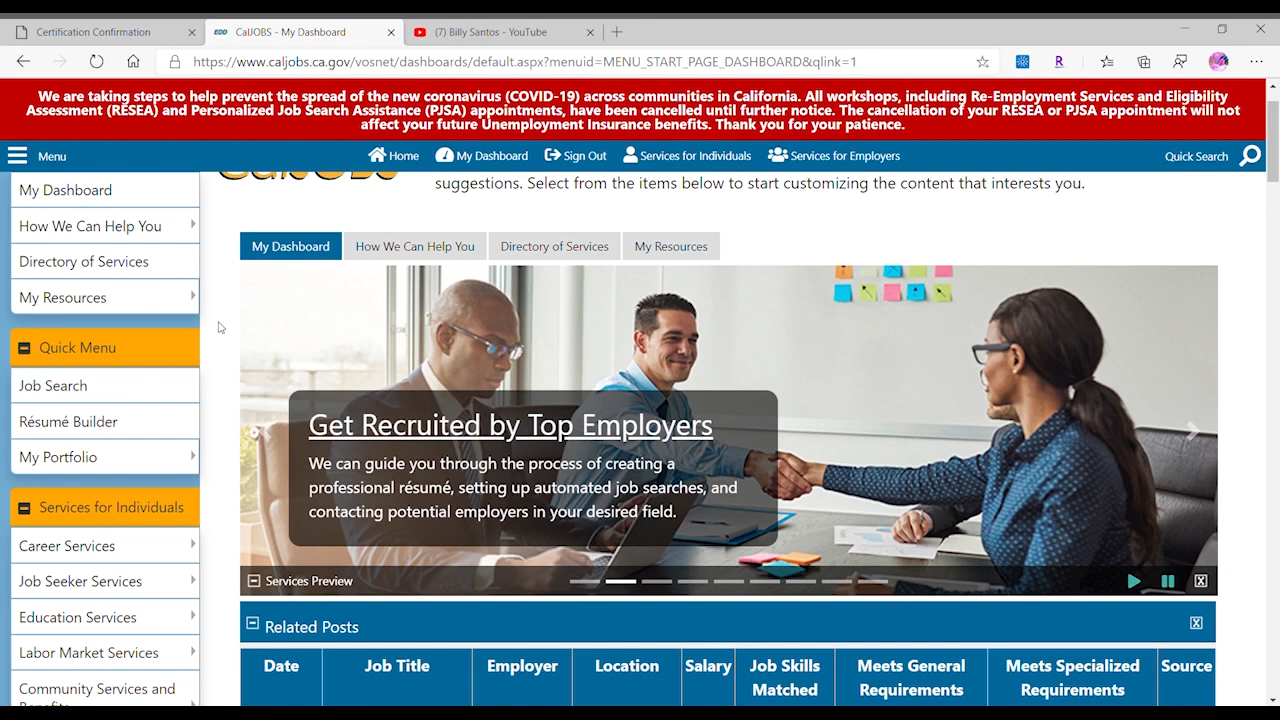 Certification Confirmation
EDD CalJOBS - My Dashboard
(7) Billy Santos - YouTube
https://www.caljobs.ca.gov/vosnet/dashboards/default.aspx?menuid=MENU_START_PAGE_DASHBOARD&qlink=1
R
We are taking steps to help prevent the spread of the new coronavirus (COVID-19) across communities in California. All workshops, including Re-Employment Services and Eligibility
Assessment (RESEA) and Personalized Job Search Assistance (PJSA) appointments, have been cancelled until further notice. The cancellation of your RESEA or PJSA appointment will not
affect your future Unemployment Insurance benefits. Thank you for your patience.
Menu
Home
My Dashboard
Sign Out
Services for Individuals
Services for Employers
Quick Search
CalJOBS
suggestions. Select from the items below to start customizing the content that interests you.
My Dashboard
How We Can Help You
Directory of Services
My Resources
Quick Menu
Job Search
Résumé Builder
My Portfolio
Services for Individuals
Career Services
Job Seeker Services
Education Services
Labor Market Services
Community Services and
Benefits
My Dashboard
How We Can Help You
Directory of Services
My Resources
Get Recruited by Top Employers
We can guide you through the process of creating a
professional résumé, setting up automated job searches, and
contacting potential employers in your desired field.
Services Preview
Related Posts
Date
Job Title
Employer
Location
Salary
Job Skills
Matched
Meets General
Requirements
Meets Specialized
Requirements
Source